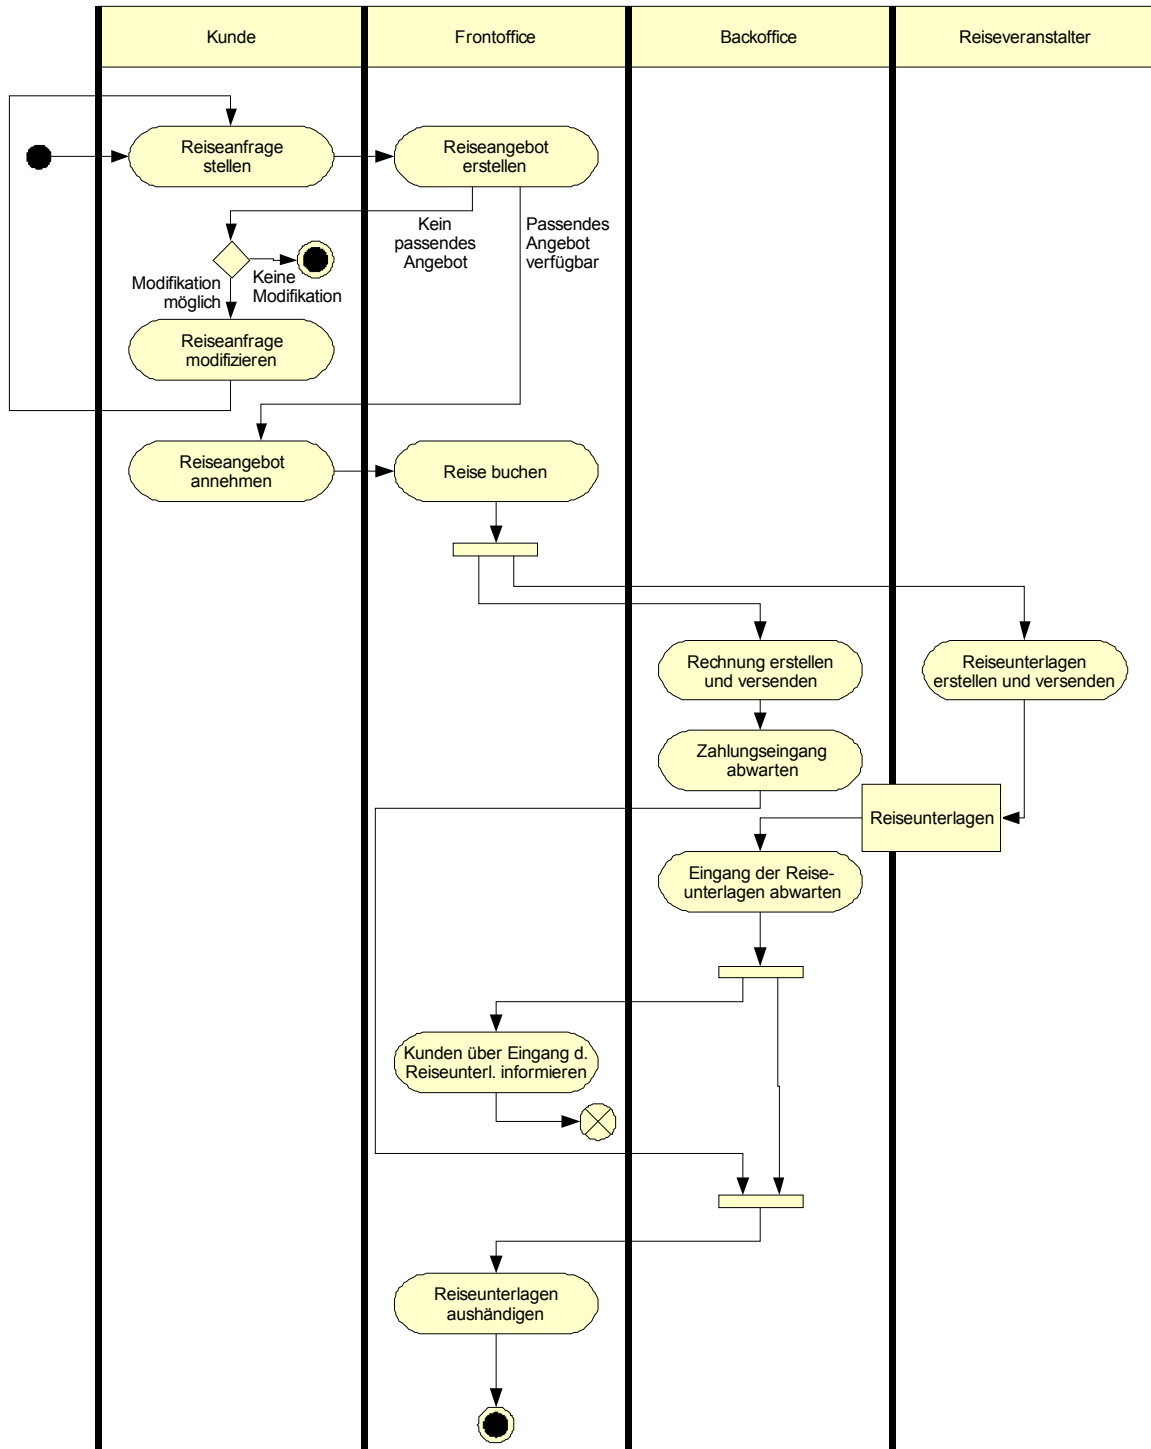 Kunde
Frontoffice
Backoffice
Reiseveranstalter
Reiseanfrage
stellen
Reiseangebot
erstellen
Kein
passendes
Angebot
Passendes
Angebot
verfügbar
Modifikation
möglich
Keine
Modifikation
Reiseanfrage
modifizieren
Reiseangebot
annehmen
Reise buchen
Rechnung erstellen
und versenden
Reiseunterlagen
erstellen und versenden
Zahlungseingang
abwarten
Reiseunterlagen
Eingang der Reise-
unterlagen abwarten
Kunden über Eingang d.
Reiseunterl. informieren
Reiseunterlagen
aushändigen